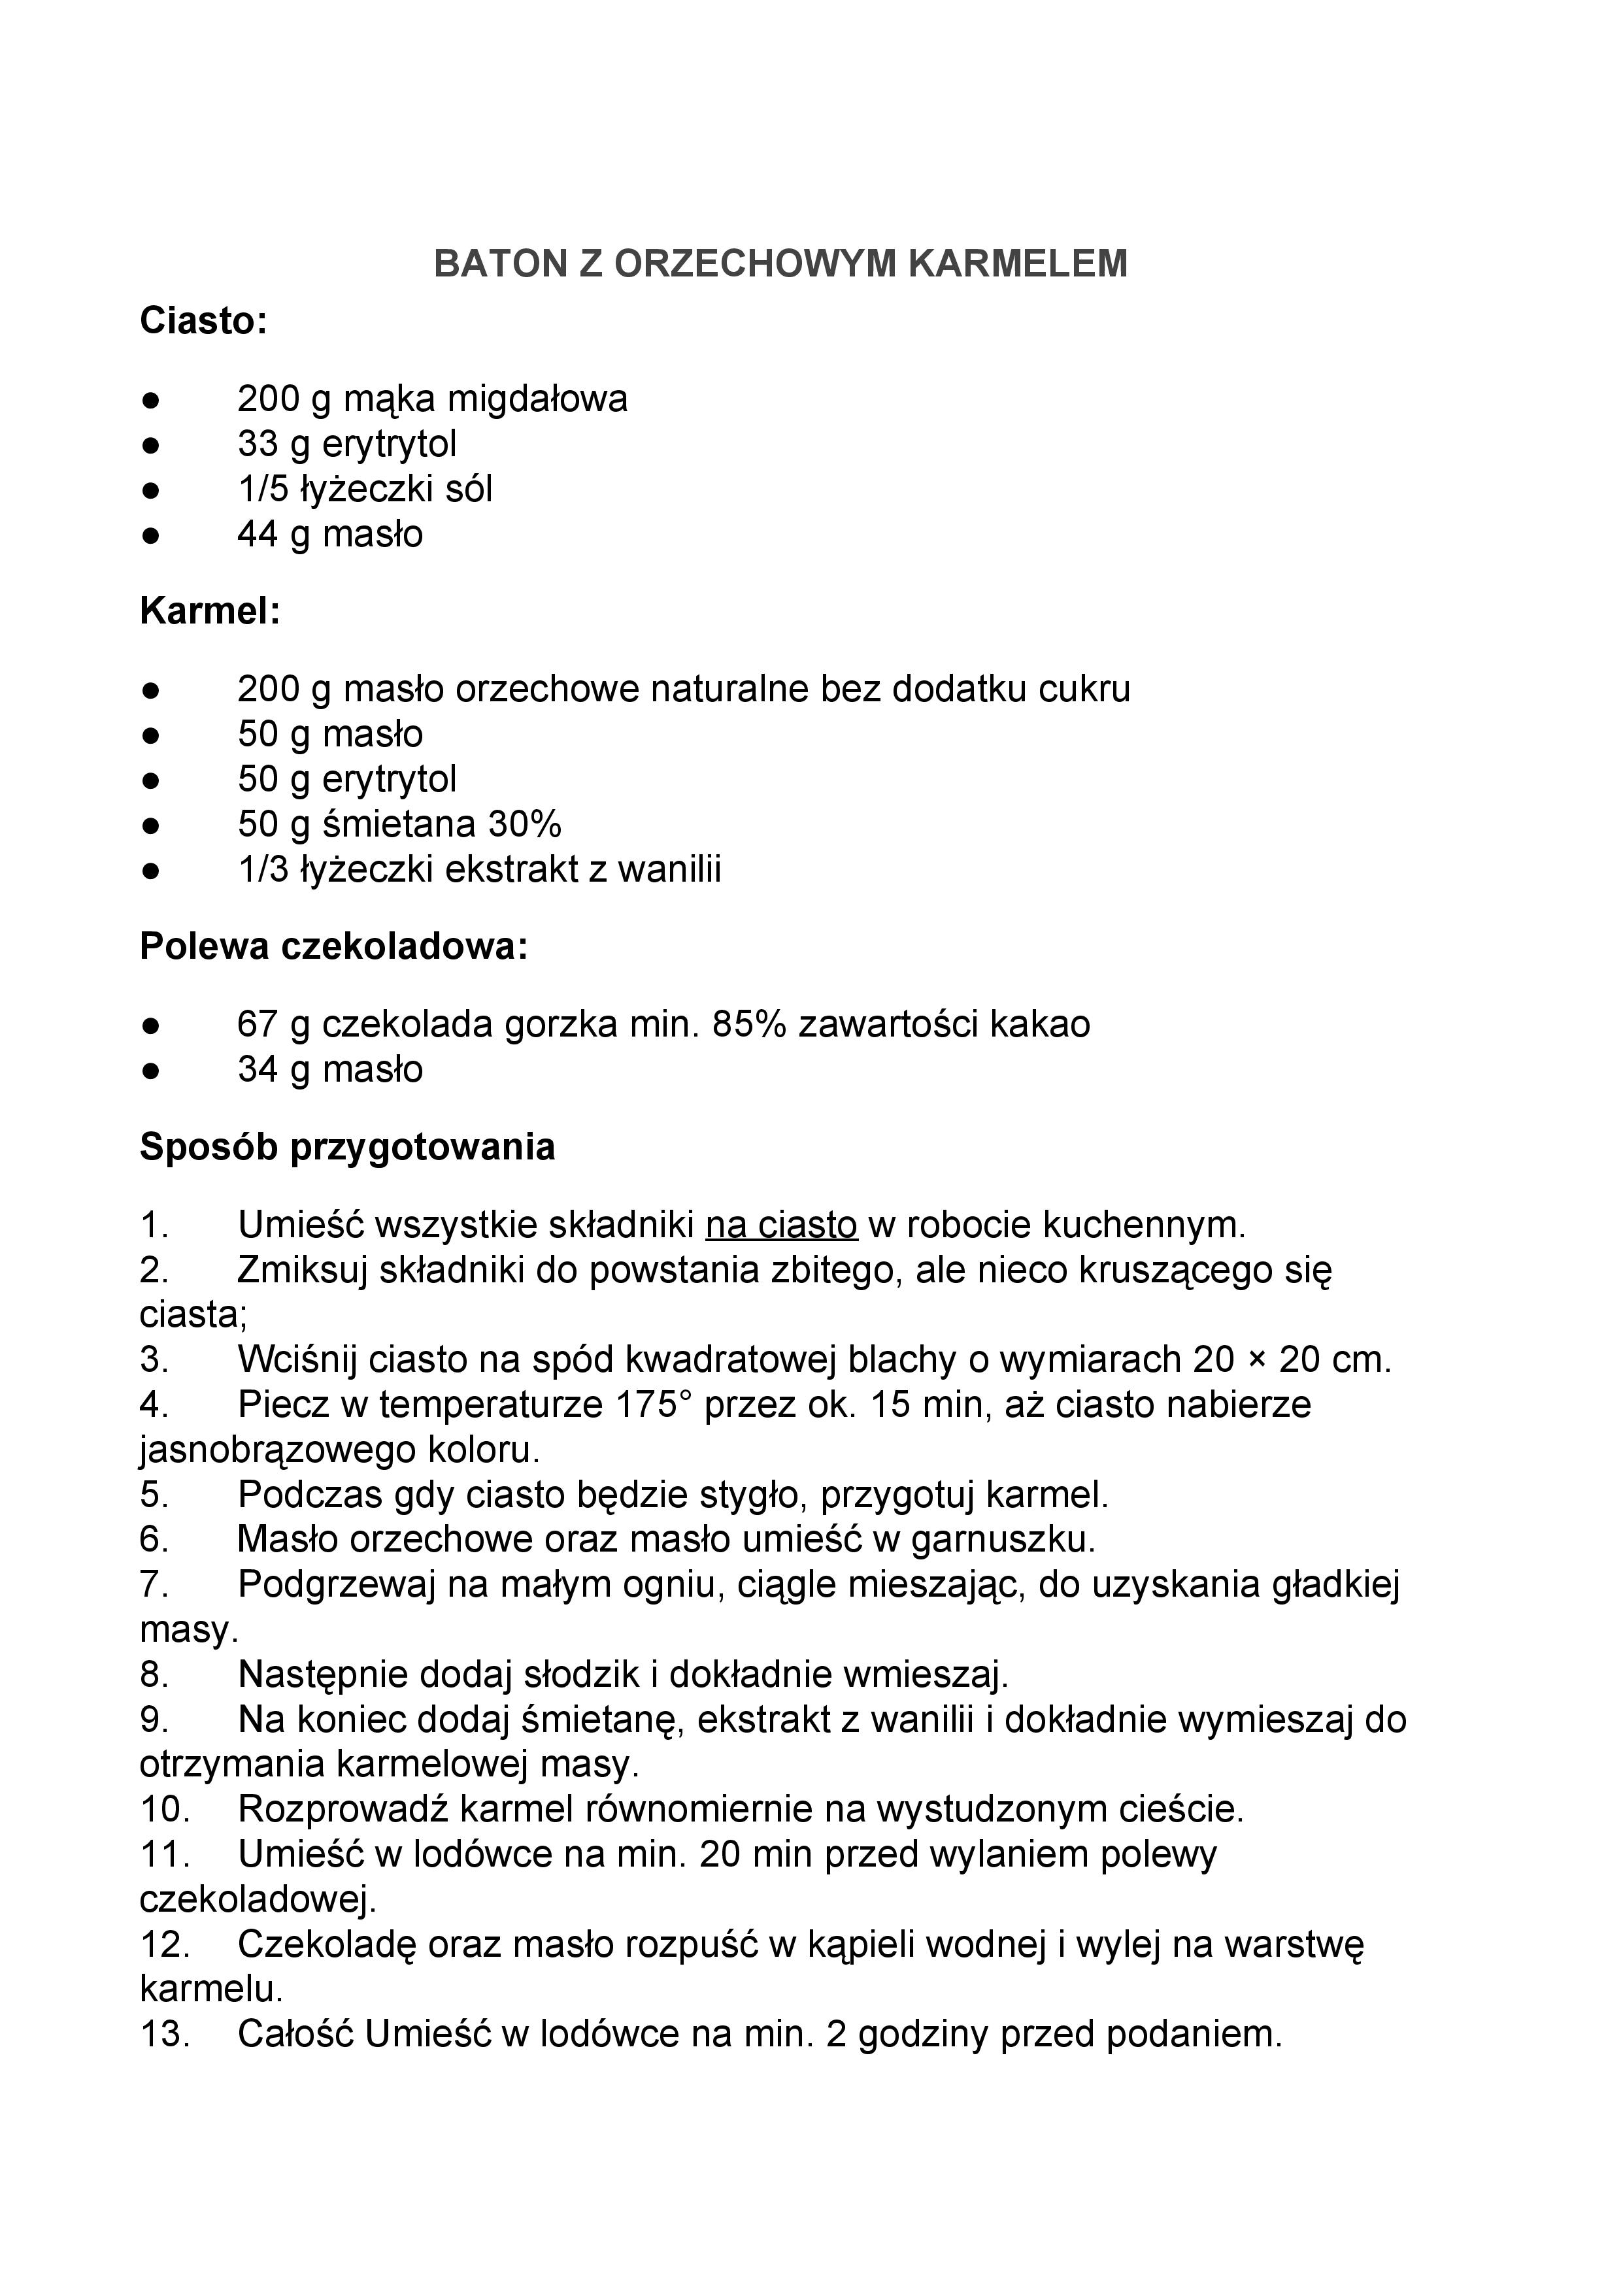 BATON Z ORZECHOWYM KARMELEM
Ciasto:
● 200 g mąka migdałowa
● 33 g erytrytol
● 1/5 łyżeczki sól
● 44 g masło
Karmel:
● 200 g masło orzechowe naturalne bez dodatku cukru
● 50 g masło
● 50 g erytrytol
● 50 g śmietana 30%
● 1/3 łyżeczki ekstrakt z wanilii
Polewa czekoladowa:
● 67 g czekolada gorzka min. 85% zawartości kakao
● 34 g masło
Sposób przygotowania
1. Umieść wszystkie składniki na ciasto w robocie kuchennym.
2. Zmiksuj składniki do powstania zbitego, ale nieco kruszącego się
ciasta;
3. Wciśnij ciasto na spód kwadratowej blachy o wymiarach 20 × 20 cm.
4. Piecz w temperaturze 175° przez ok. 15 min, aż ciasto nabierze
jasnobrązowego koloru.
5. Podczas gdy ciasto będzie stygło, przygotuj karmel.
6. Masło orzechowe oraz masło umieść w garnuszku.
7. Podgrzewaj na małym ogniu, ciągle mieszając, do uzyskania gładkiej
masy.
8. Następnie dodaj słodzik i dokładnie wmieszaj.
9. Na koniec dodaj śmietanę, ekstrakt z wanilii i dokładnie wymieszaj do
otrzymania karmelowej masy.
10. Rozprowadź karmel równomiernie na wystudzonym cieście.
11. Umieść w lodówce na min. 20 min przed wylaniem polewy
czekoladowej.
12. Czekoladę oraz masło rozpuść w kąpieli wodnej i wylej na warstwę
karmelu.
13. Całość Umieść w lodówce na min. 2 godziny przed podaniem.